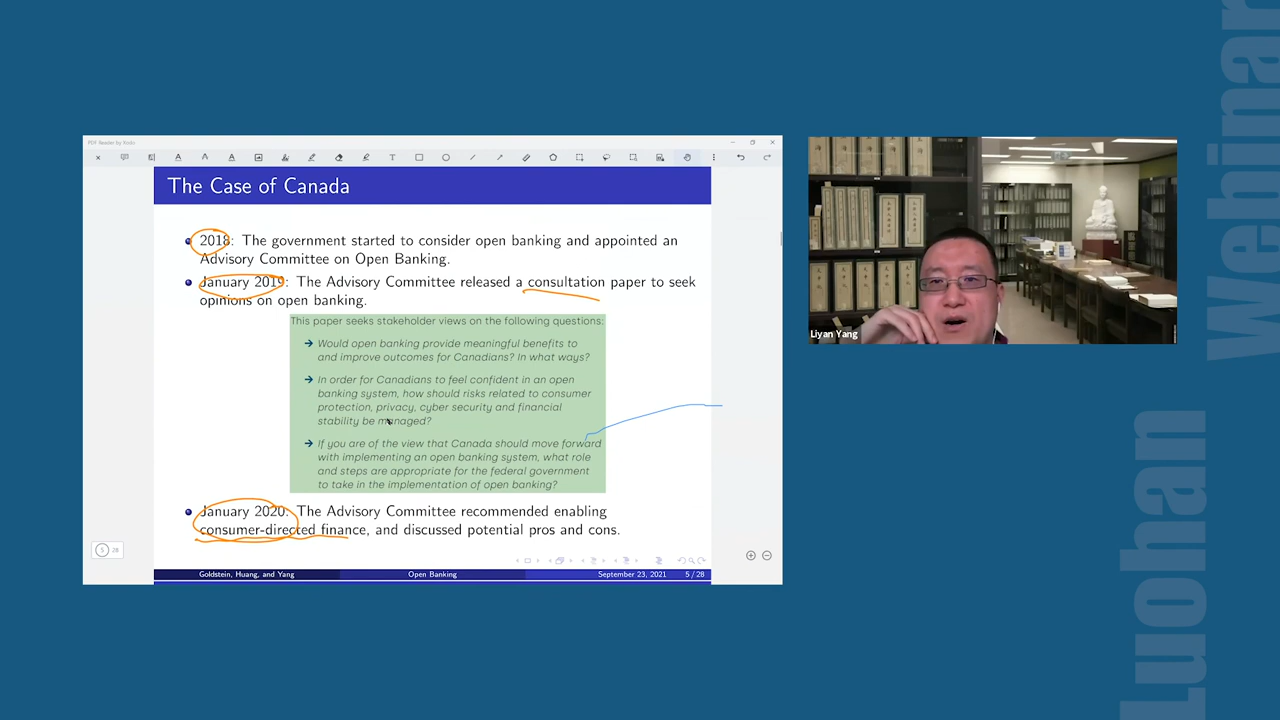 PDF Reader by Xodo
The Case of Canada
2018: The government started to consider open banking and appointed an
Advisory Committee on Open Banking.
January 2019: The Advisory Committee released a consultation paper to seek
opinions on open banking.
This paper seeks stakeholder views on the following questions:
→ Would open banking provide meaningful benefits to
and improve outcomes for Canadians? In what ways?
→ In order for Canadians to feel confident in an open
banking system, how should risks related to consumer
protection, privacy, cyber security and financial
stability be managed?
→ If you are of the view that Canada should move forward
with implementing an open banking system, what role
and steps are appropriate for the federal government
to take in the implementation of open banking?
January 2020: The Advisory Committee recommended enabling
consumer-directed finance, and discussed potential pros and cons.
5 28
Goldstein, Huang, and Yang Open Banking September 23, 2021 5 / 28
Liyan Yang
Luohan Webinar